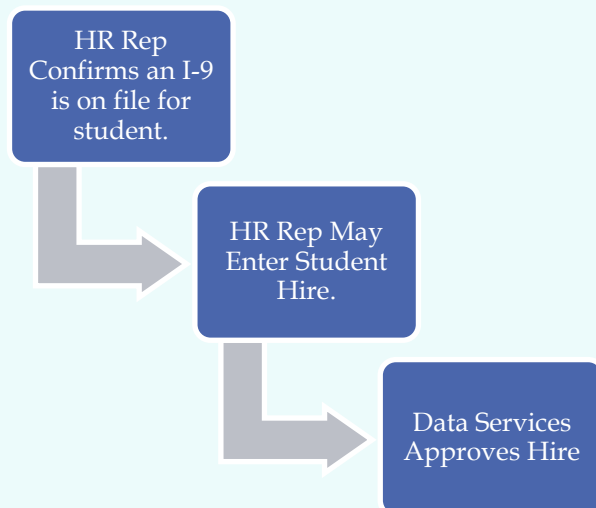 HR Rep
Confirms an I-9
is on file for
student.
HR Rep May
Enter Student
Hire.
Data Services
Approves Hire